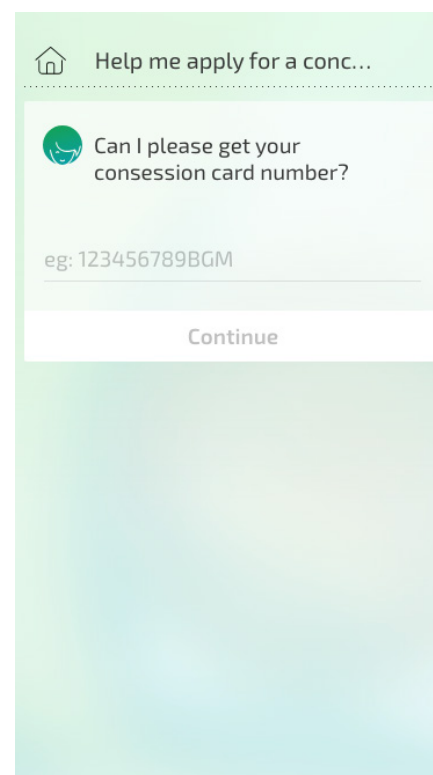 Help me apply for a conc...
Can I please get your
consession card number?
eg: 123456789BGM
Continue